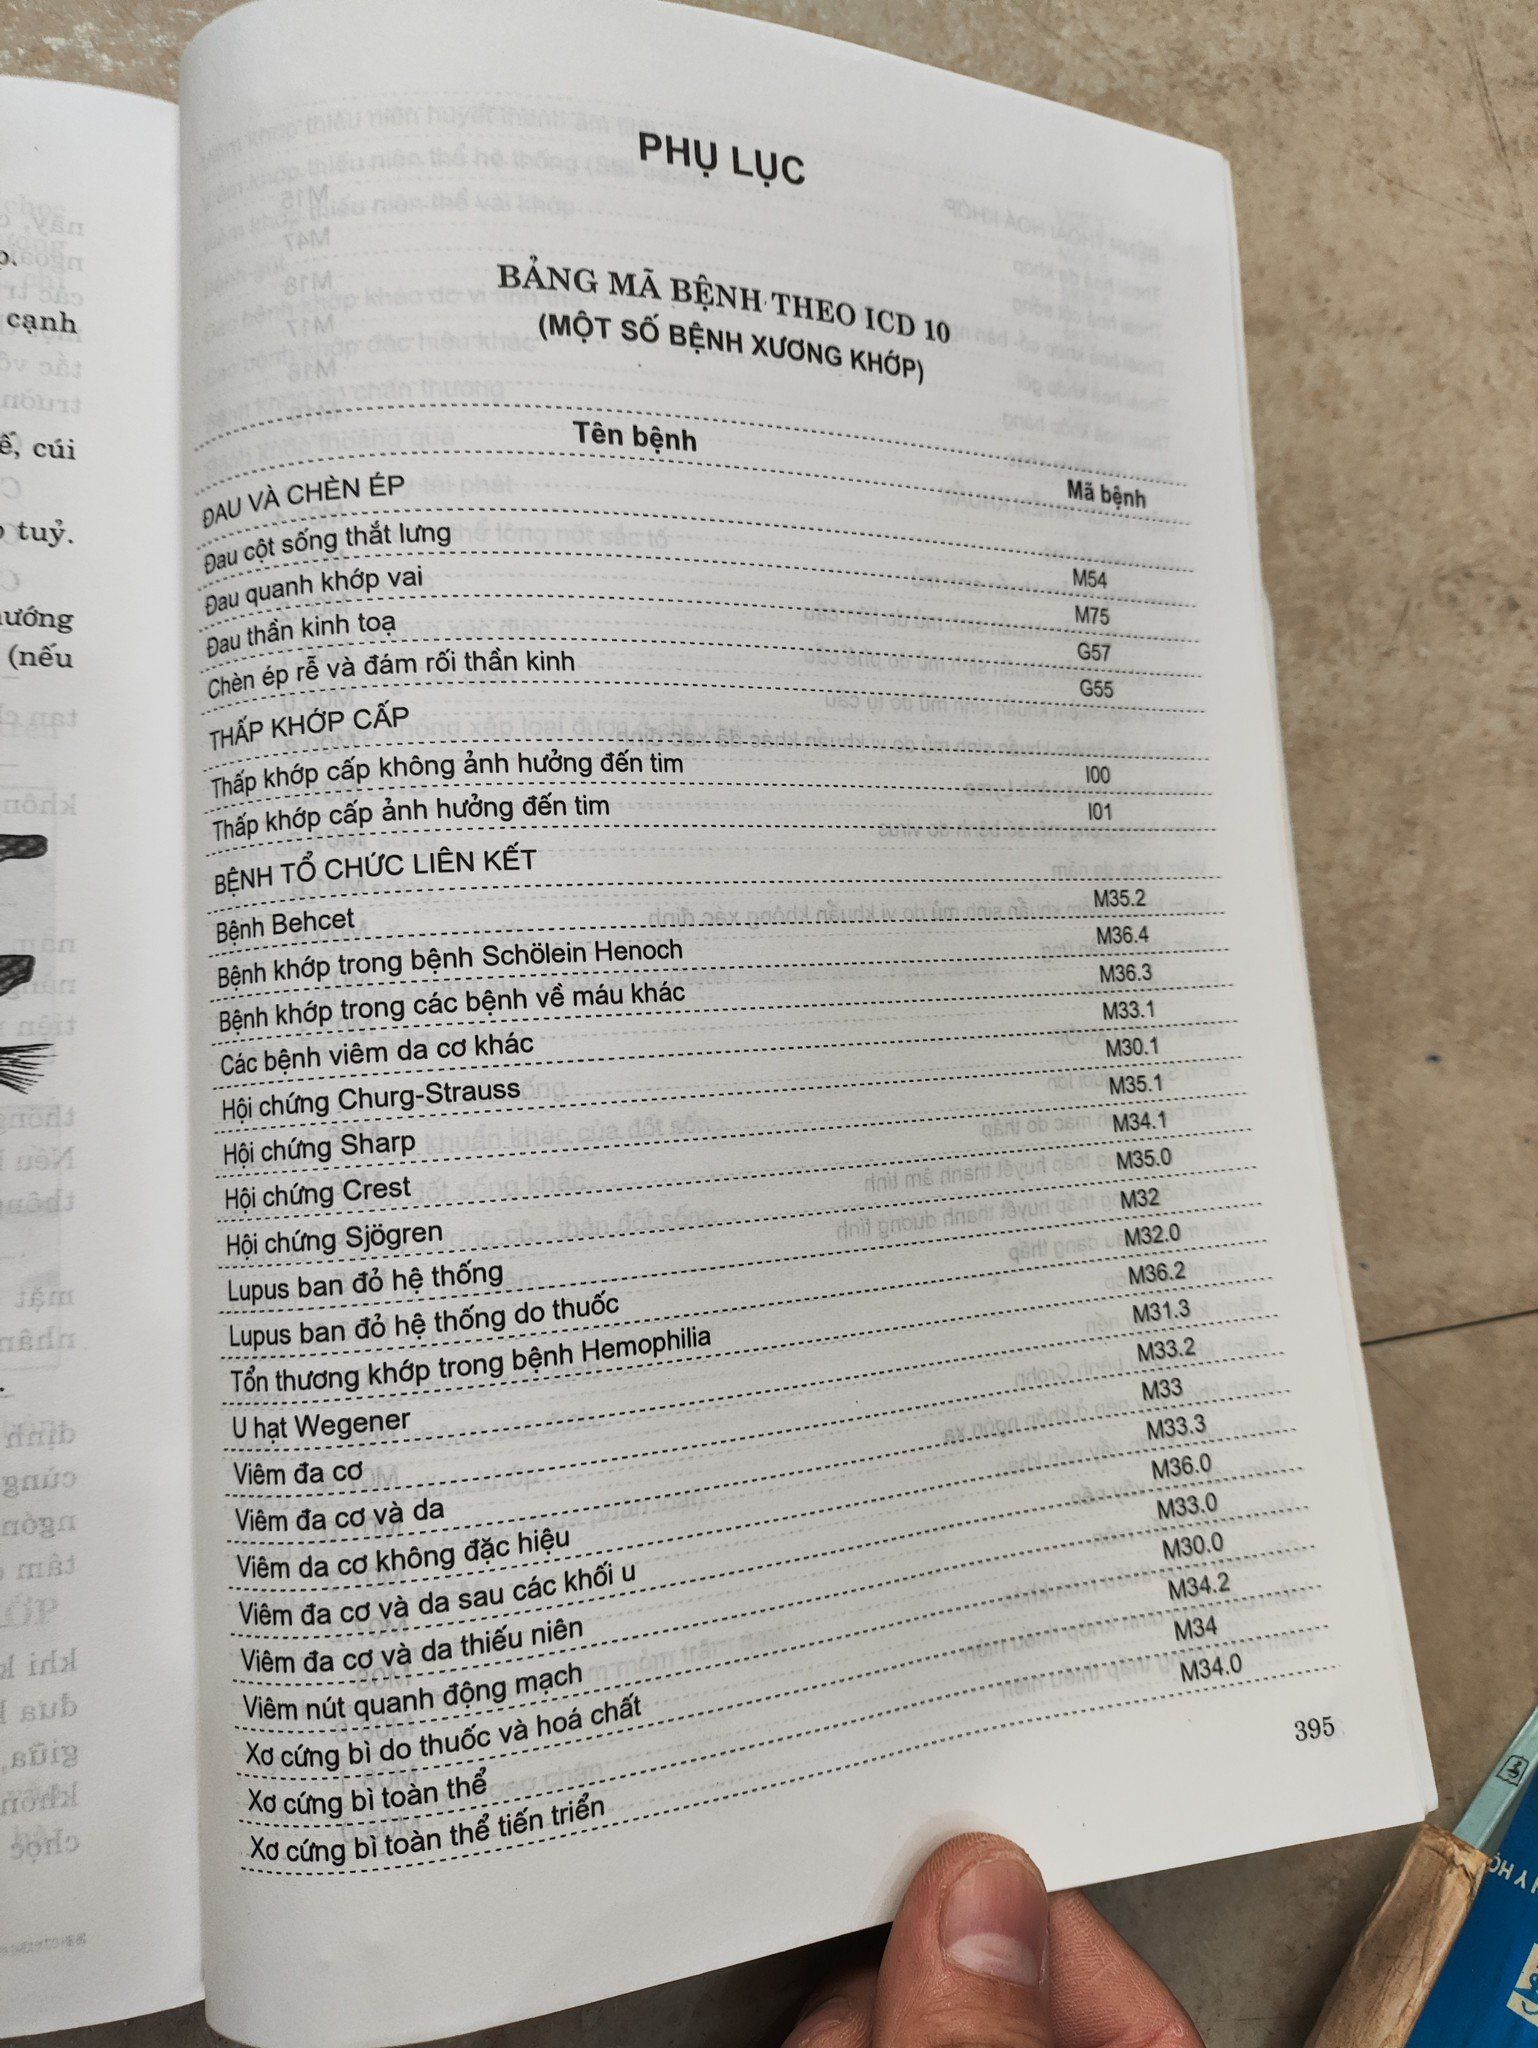 PHỤ LỤC
BẢNG MÃ BỆNH THEO ICD 10
(MỘT SỐ BỆNH XƯƠNG KHỚP)
Tên bệnh Mã bệnh
ĐAU VÀ CHÈN ÉP
Đau cột sống thắt lưng M54
Đau quanh khớp vai M75
Đau thần kinh toạ G57
Chèn ép rễ và đám rối thần kinh G55
THẤP KHỚP CẤP
Thấp khớp cấp không ảnh hưởng đến tim I00
Thấp khớp cấp ảnh hưởng đến tim I01
BỆNH TỔ CHỨC LIÊN KẾT
Bệnh Behcet M35.2
Bệnh khớp trong bệnh Schölein Henoch M36.4
Bệnh khớp trong các bệnh về máu khác M36.3
Các bệnh viêm da cơ khác M33.1
Hội chứng Churg-Strauss M30.1
Hội chứng Sharp M35.1
Hội chứng Crest M34.1
Hội chứng Sjögren M35.0
Lupus ban đỏ hệ thống M32
Lupus ban đỏ hệ thống do thuốc M32.0
Tổn thương khớp trong bệnh Hemophilia M36.2
U hạt Wegener M31.3
Viêm đa cơ M33.2
Viêm đa cơ và da M33
Viêm da cơ không đặc hiệu M33.3
Viêm đa cơ và da sau các khối u M36.0
Viêm đa cơ và da thiếu niên M33.0
Viêm nút quanh động mạch M30.0
Xơ cứng bì do thuốc và hoá chất M34.2
Xơ cứng bì toàn thể M34
Xơ cứng bì toàn thể tiến triển M34.0
395
cạnh
cúi
tuỷ.
(nếu